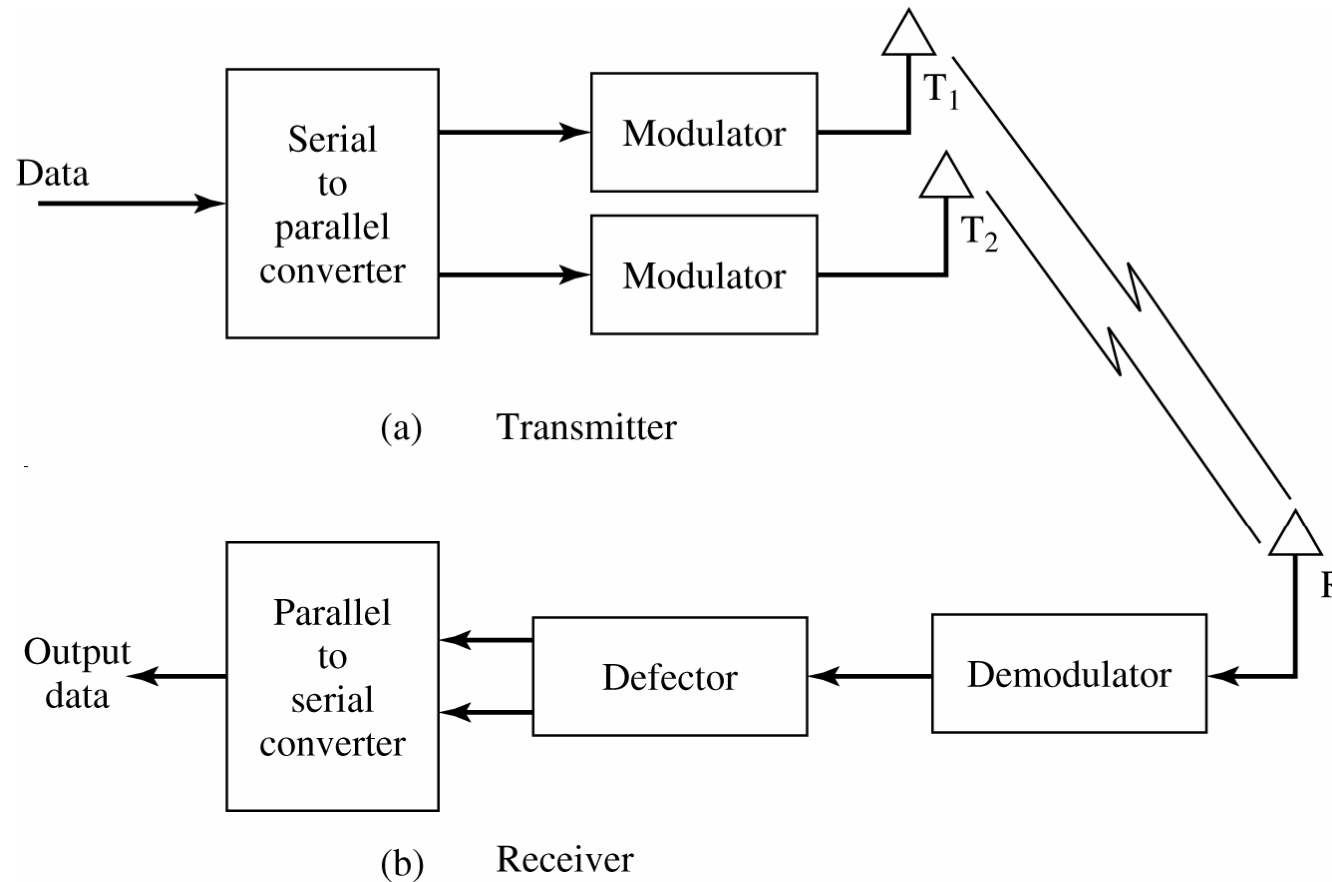 Data
Serial
to
parallel
converter
Modulator
T₁
Modulator
T₂
(a) Transmitter
R
Output
data
Parallel
to
serial
converter
Defector
Demodulator
(b) Receiver